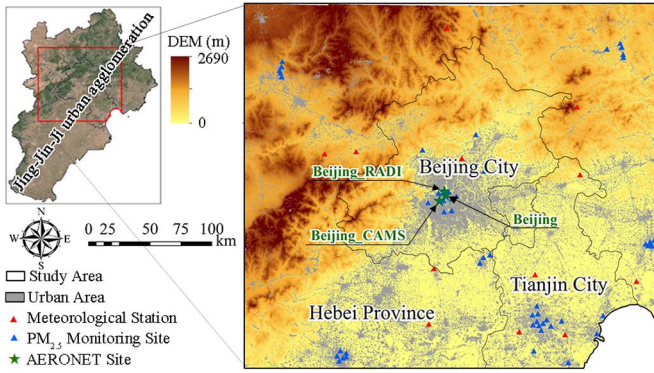 DEM (m)
2690
0
Jing-Jin-Ji urban agglomeration
N
W
E
S
0 25 50 75 100
km
Study Area
Urban Area
Meteorological Station
PM2.5 Monitoring Site
AERONET Site
Beijing_RADI
Beijing City
Beijing_CAMS
Beijing
Tianjin City
Hebei Province